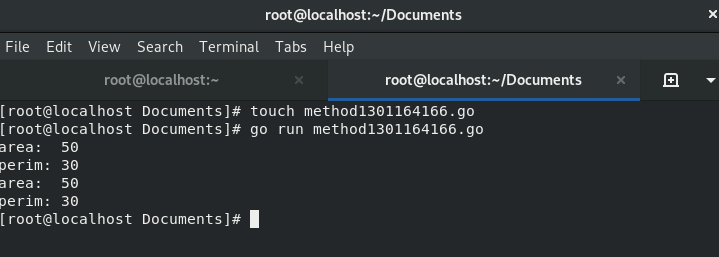 root@localhost:~/Documents
File Edit View Search Terminal Tabs Help
root@localhost:~ × root@localhost:~/Documents ×
[root@localhost Documents]# touch method1301164166.go
[root@localhost Documents]# go run method1301164166.go
area:  50
perim: 30
area:  50
perim: 30
[root@localhost Documents]#